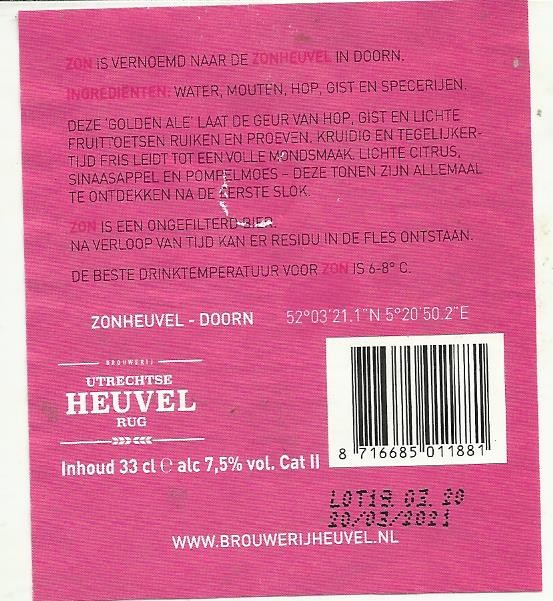 ZON IS VERNOEMD NAAR DE ZONHEUVEL IN DOORN.
INGREDIËNTEN: WATER, MOUTEN, HOP, GIST EN SPECERIJEN.
DEZE 'GOLDEN ALE' LAAT DE GEUR VAN HOP, GIST EN LICHTE
FRUITTOETSEN RUIKEN EN PROEVEN. KRUIDIG EN TEGELIJKER-
TIJD FRIS LEIDT TOT EEN VOLLE MONDSMAAK. LICHTE CITRUS,
SINAASAPPEL EN POMPELMOES – DEZE TONEN ZIJN ALLEMAAL
TE ONTDEKKEN NA DE EERSTE SLOK.
ZON IS EEN ONGEFILTERD BIER.
NA VERLOOP VAN TIJD KAN ER RESIDU IN DE FLES ONTSTAAN.
DE BESTE DRINKTEMPERATUUR VOOR ZON IS 6-8° C.
ZONHEUVEL - DOORN 52°03'21.1"N 5°20'50.2"E
BROUWERIJ
UTRECHTSE
HEUVEL
RUG
8 716685 011881
Inhoud 33 cl ℮ alc 7,5% vol. Cat II
LOT19 03 20
20/03/2021
WWW.BROUWERIJHEUVEL.NL